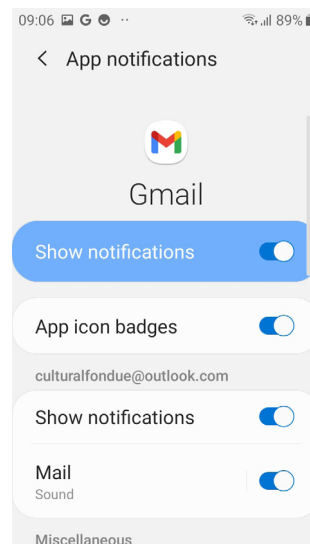 09:06 G 89%
App notifications
Gmail
Show notifications
App icon badges
culturalfondue@outlook.com
Show notifications
Mail
Sound
Miscellaneous